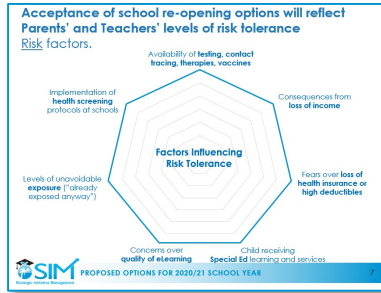 Acceptance of school re-opening options will reflect
Parents' and Teachers' levels of risk tolerance
Risk factors.
Availability of testing, contact
tracing, therapies, vaccines
Implementation of
health screening
protocols at schools
Consequences from
loss of income
Factors Influencing
Risk Tolerance
Levels of unavoidable
exposure ("already
exposed anyway")
Fears over loss of
health insurance or
high deductibles
Concerns over
quality of eLearning
Child receiving
Special Ed learning and services
SIM
Strategic Initiative Management
PROPOSED OPTIONS FOR 2020/21 SCHOOL YEAR
7